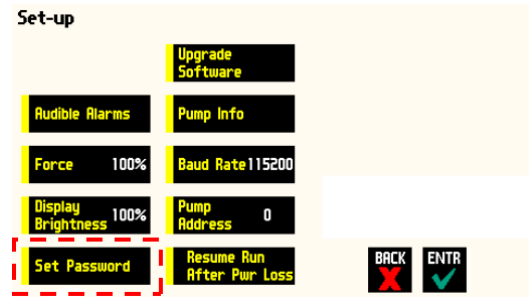 Set-up
Upgrade
Software
Audible Alarms
Pump Info
Force 100%
Baud Rate 115200
Display
Brightness 100%
Pump
Address 0
Set Password
Resume Run
After Pwr Loss
BACK
ENTR